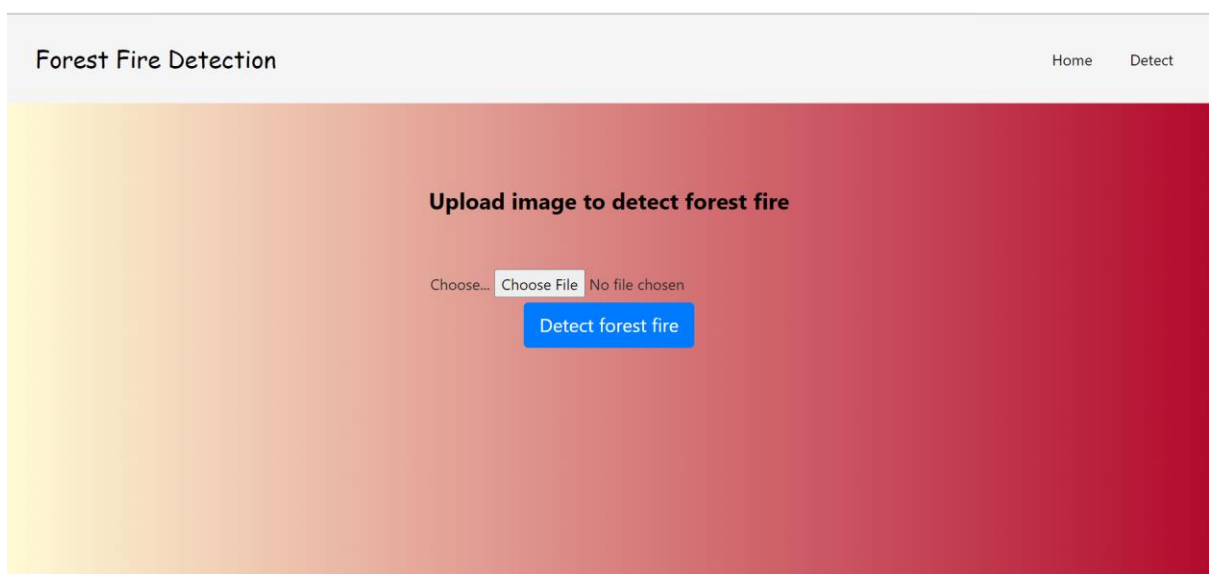 Forest Fire Detection Home Detect
Upload image to detect forest fire
Choose... Choose File No file chosen
Detect forest fire